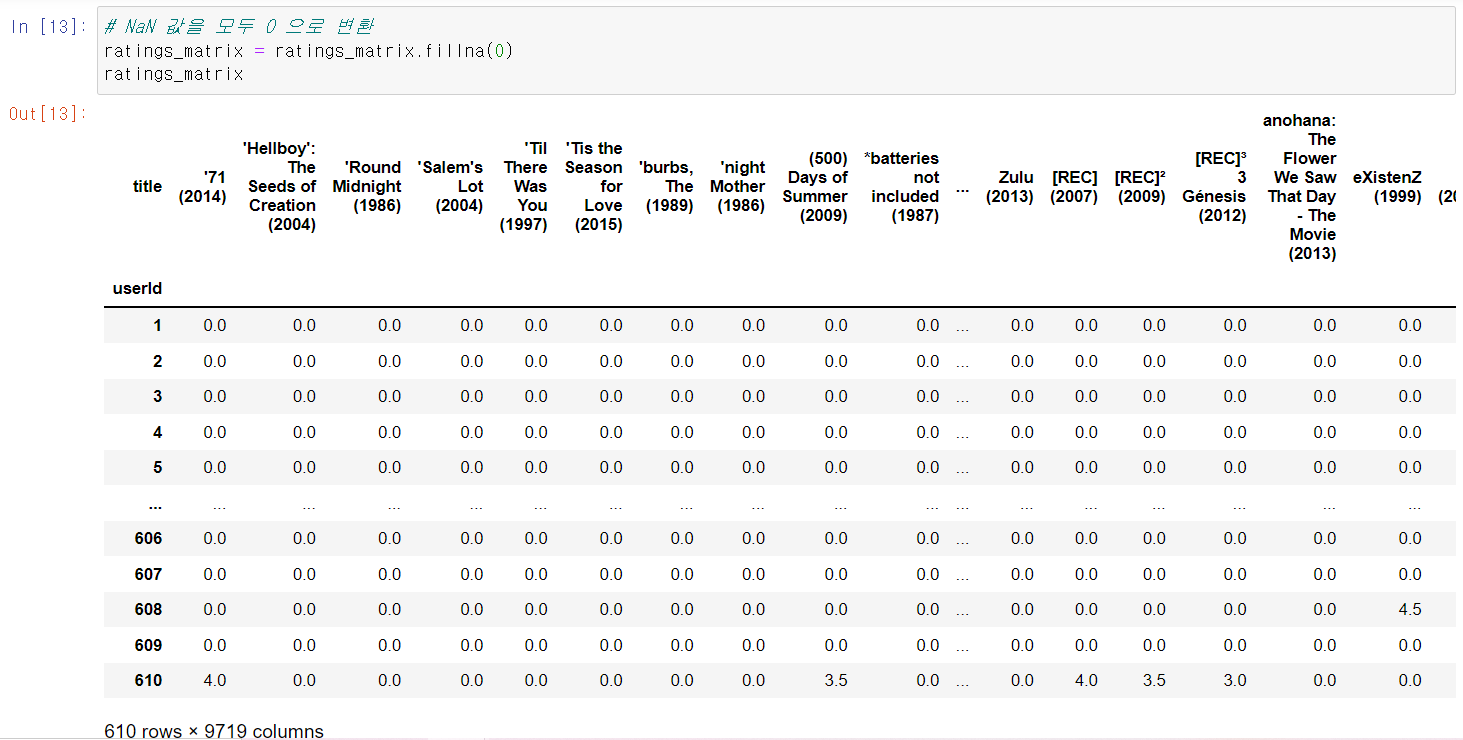 In [13]:
# NaN 값을 모두 0 으로 변환
ratings_matrix = ratings_matrix.fillna(0)
ratings_matrix
Out[13]:
title '71 (2014) 'Hellboy': The Seeds of Creation (2004) 'Round Midnight (1986) 'Salem's Lot (2004) 'Til There Was You (1997) 'Tis the Season for Love (2015) 'burbs, The (1989) 'night Mother (1986) (500) Days of Summer (2009) *batteries not included (1987) ... Zulu (2013) [REC] (2007) [REC]² (2009) [REC]³ 3 Génesis (2012) anohana: The Flower We Saw That Day - The Movie (2013) eXistenZ (1999)
userId
1 0.0 0.0 0.0 0.0 0.0 0.0 0.0 0.0 0.0 0.0 ... 0.0 0.0 0.0 0.0 0.0 0.0
2 0.0 0.0 0.0 0.0 0.0 0.0 0.0 0.0 0.0 0.0 ... 0.0 0.0 0.0 0.0 0.0 0.0
3 0.0 0.0 0.0 0.0 0.0 0.0 0.0 0.0 0.0 0.0 ... 0.0 0.0 0.0 0.0 0.0 0.0
4 0.0 0.0 0.0 0.0 0.0 0.0 0.0 0.0 0.0 0.0 ... 0.0 0.0 0.0 0.0 0.0 0.0
5 0.0 0.0 0.0 0.0 0.0 0.0 0.0 0.0 0.0 0.0 ... 0.0 0.0 0.0 0.0 0.0 0.0
... ... ... ... ... ... ... ... ... ... ... ... ... ... ... ... ... ...
606 0.0 0.0 0.0 0.0 0.0 0.0 0.0 0.0 0.0 0.0 ... 0.0 0.0 0.0 0.0 0.0 0.0
607 0.0 0.0 0.0 0.0 0.0 0.0 0.0 0.0 0.0 0.0 ... 0.0 0.0 0.0 0.0 0.0 0.0
608 0.0 0.0 0.0 0.0 0.0 0.0 0.0 0.0 0.0 0.0 ... 0.0 0.0 0.0 0.0 0.0 4.5
609 0.0 0.0 0.0 0.0 0.0 0.0 0.0 0.0 0.0 0.0 ... 0.0 0.0 0.0 0.0 0.0 0.0
610 4.0 0.0 0.0 0.0 0.0 0.0 0.0 0.0 3.5 0.0 ... 0.0 4.0 3.5 3.0 0.0 0.0
610 rows × 9719 columns